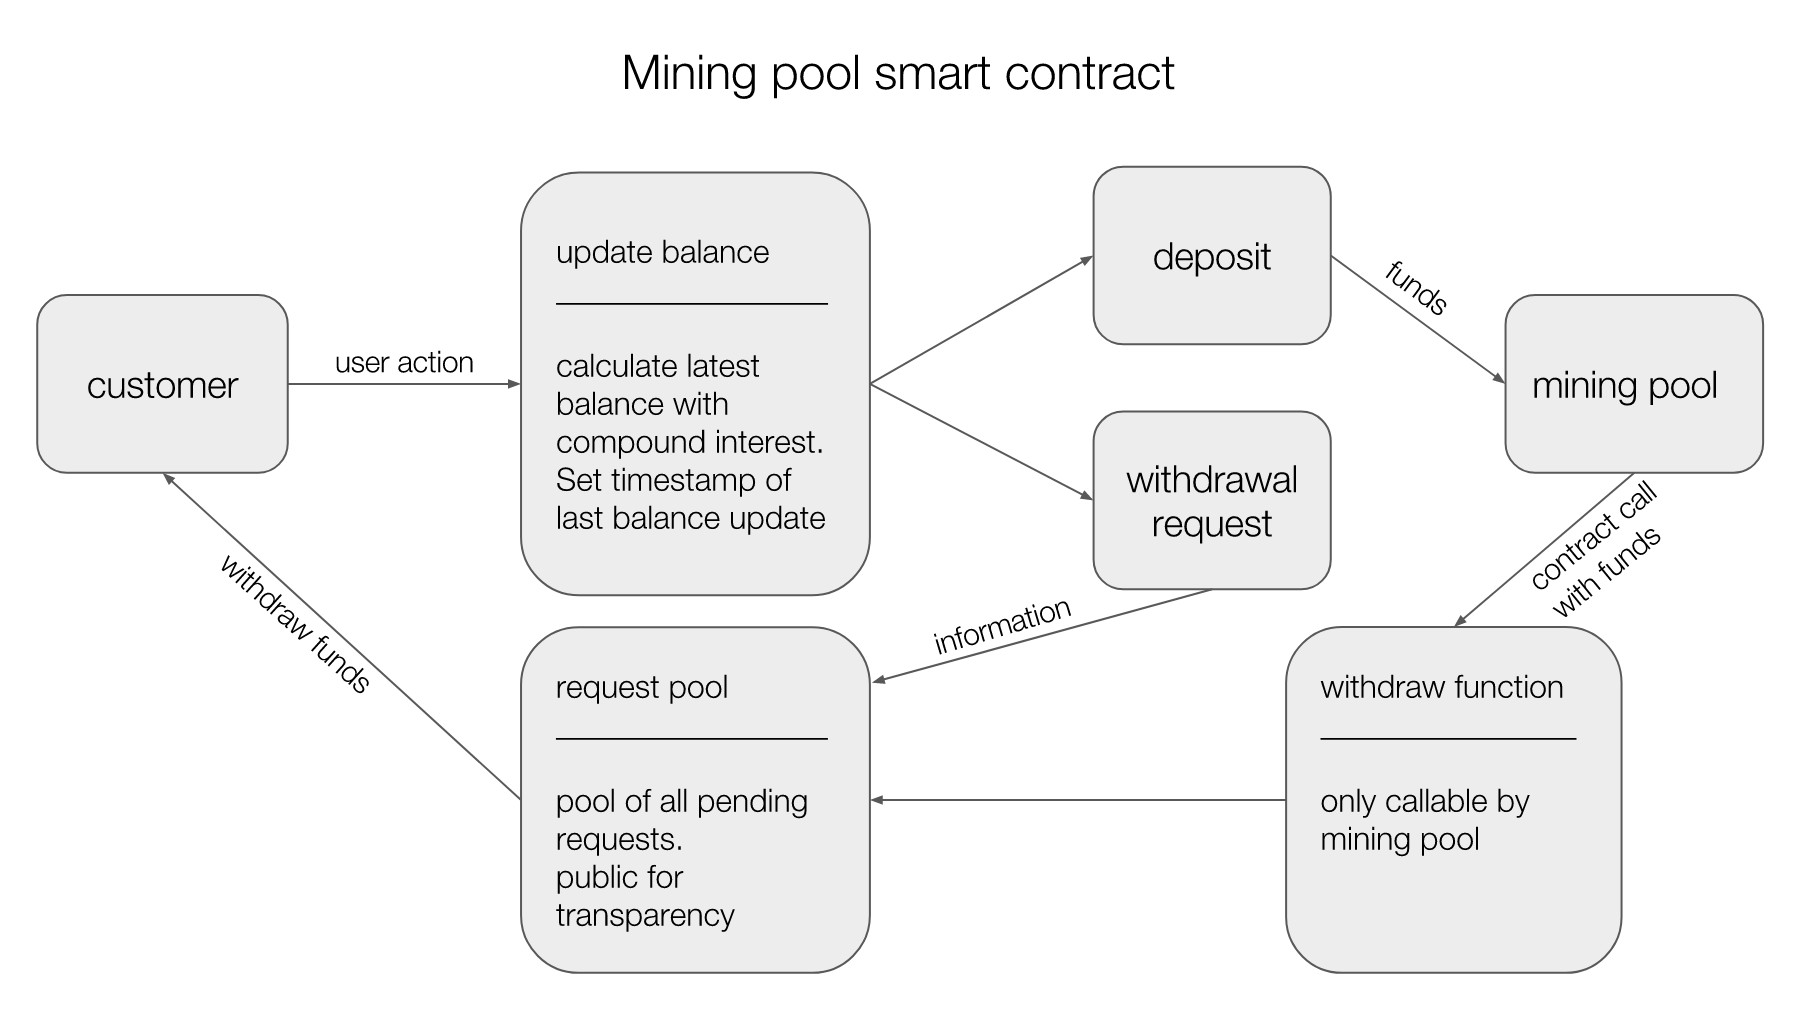 Mining pool smart contract
customer
user action
update balance
calculate latest
balance with
compound interest.
Set timestamp of
last balance update
deposit
funds
mining pool
withdrawal
request
contract call
with funds
information
withdraw funds
request pool
pool of all pending
requests.
public for
transparency
withdraw function
only callable by
mining pool